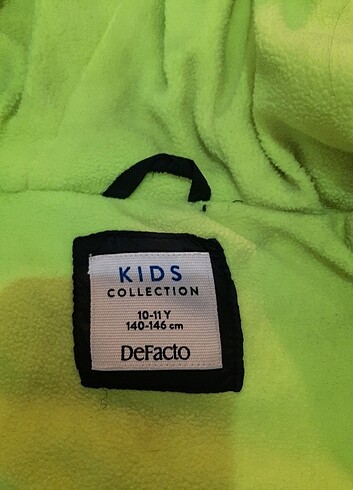 KIDS
COLLECTION
10-11 Y
140-146 cm
DeFacto